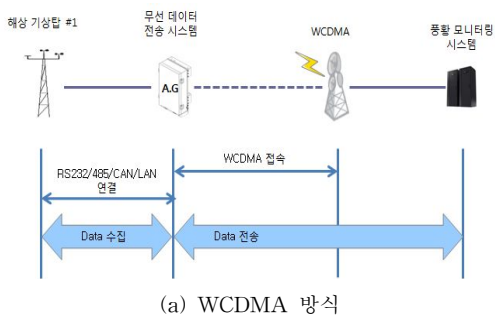 해상 기상탑 #1
무선 데이터
전송 시스템
WCDMA
풍황 모니터링
시스템
A.G
WCDMA 접속
RS232/485/CAN/LAN
연결
Data 수집
Data 전송
(a) WCDMA 방식